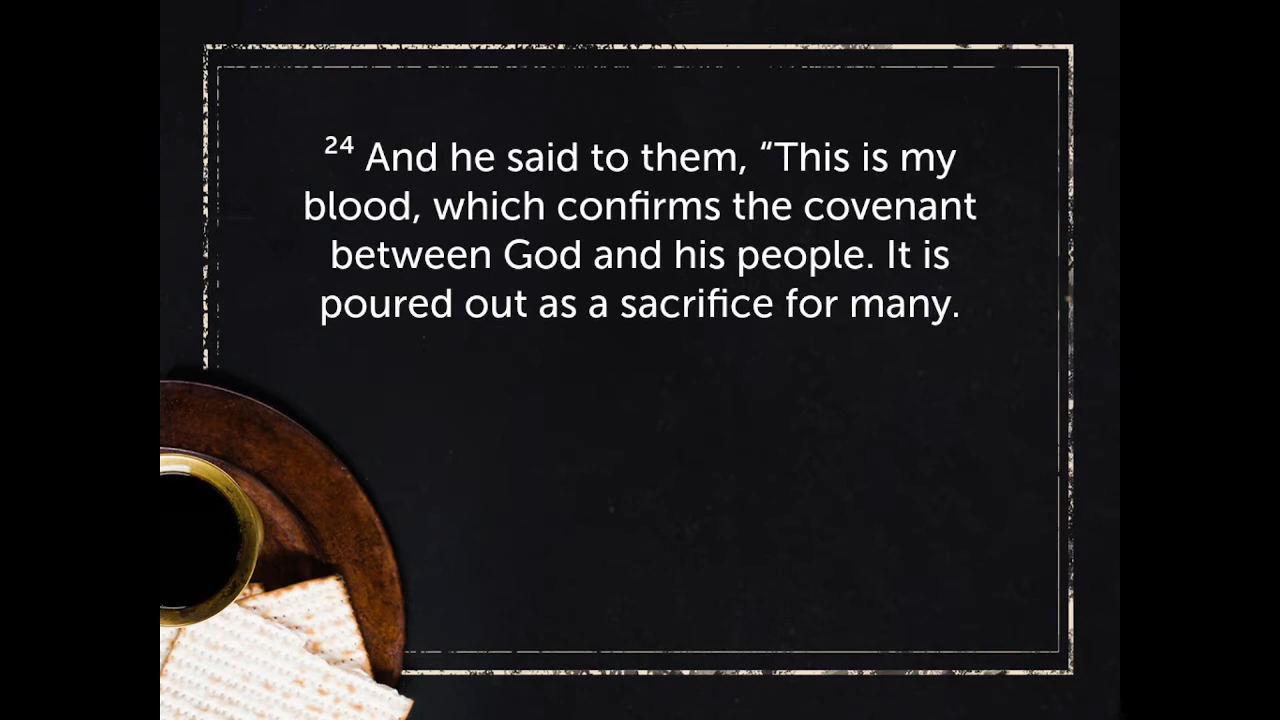 24 And he said to them, “This is my
blood, which confirms the covenant
between God and his people. It is
poured out as a sacrifice for many.